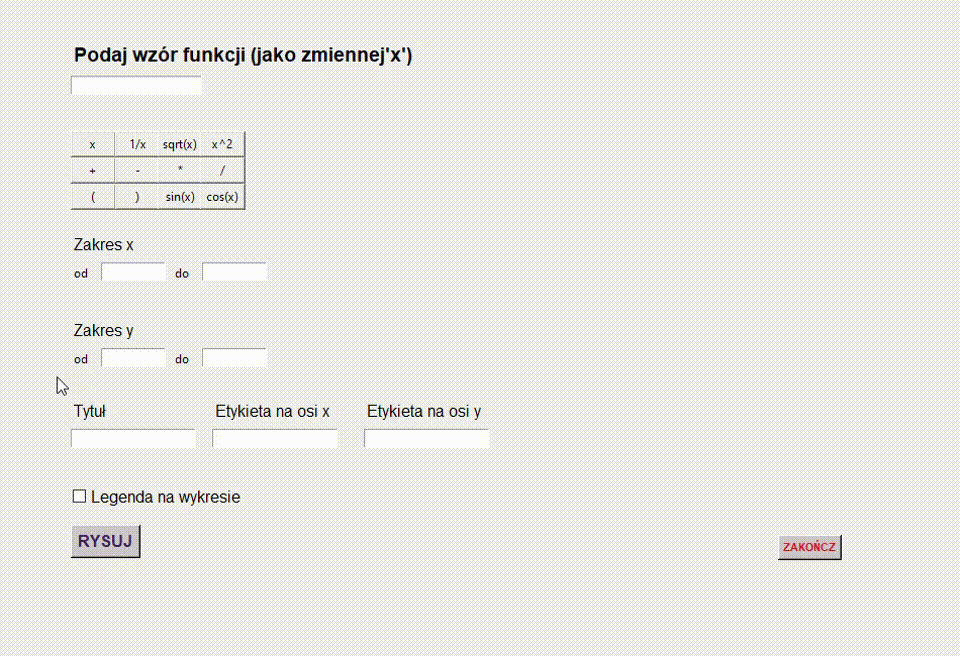 Podaj wzór funkcji (jako zmiennej'x')
x 1/x sqrt(x) x^2
+ - * /
( ) sin(x) cos(x)
Zakres x
od do
Zakres y
od do
Tytuł Etykieta na osi x Etykieta na osi y
Legenda na wykresie
RYSUJ ZAKOŃCZ